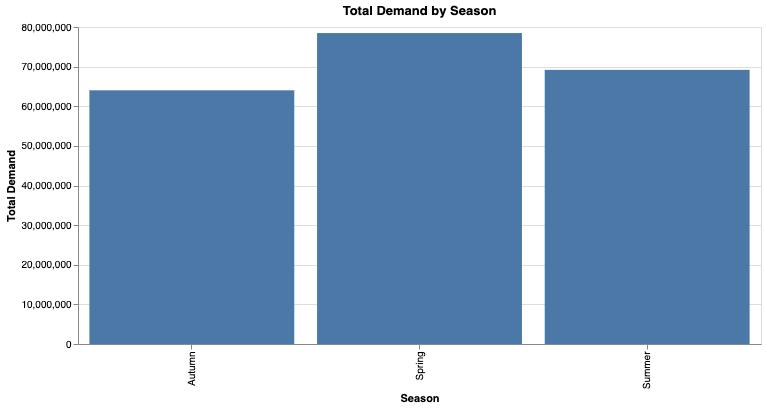 Total Demand by Season
80,000,000
70,000,000
60,000,000
50,000,000
40,000,000
30,000,000
20,000,000
10,000,000
0
Total Demand
Autumn
Spring
Summer
Season